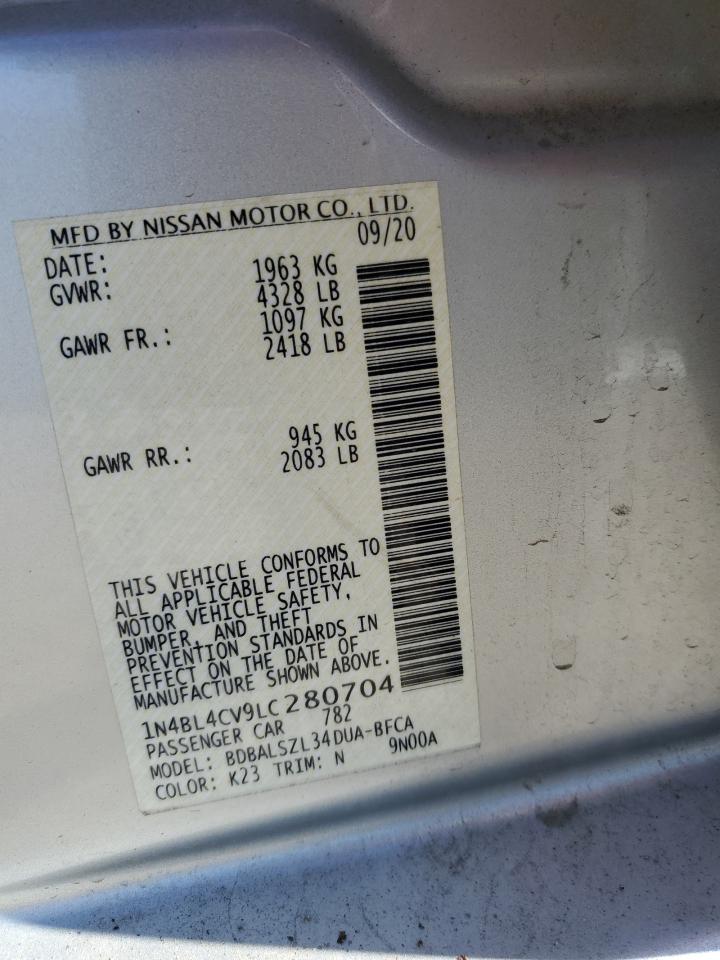 MFD BY NISSAN MOTOR CO., LTD.
DATE: 09/20
GVWR: 1963 KG
4328 LB
GAWR FR.: 1097 KG
2418 LB
GAWR RR.: 945 KG
2083 LB
THIS VEHICLE CONFORMS TO
ALL APPLICABLE FEDERAL
MOTOR VEHICLE SAFETY,
BUMPER, AND THEFT
PREVENTION STANDARDS IN
EFFECT ON THE DATE OF
MANUFACTURE SHOWN ABOVE.
1N4BL4CV9LC280704
PASSENGER CAR 782
MODEL: BDBALSZL34DUA-BFCA
COLOR: K23 TRIM: N 9N00A